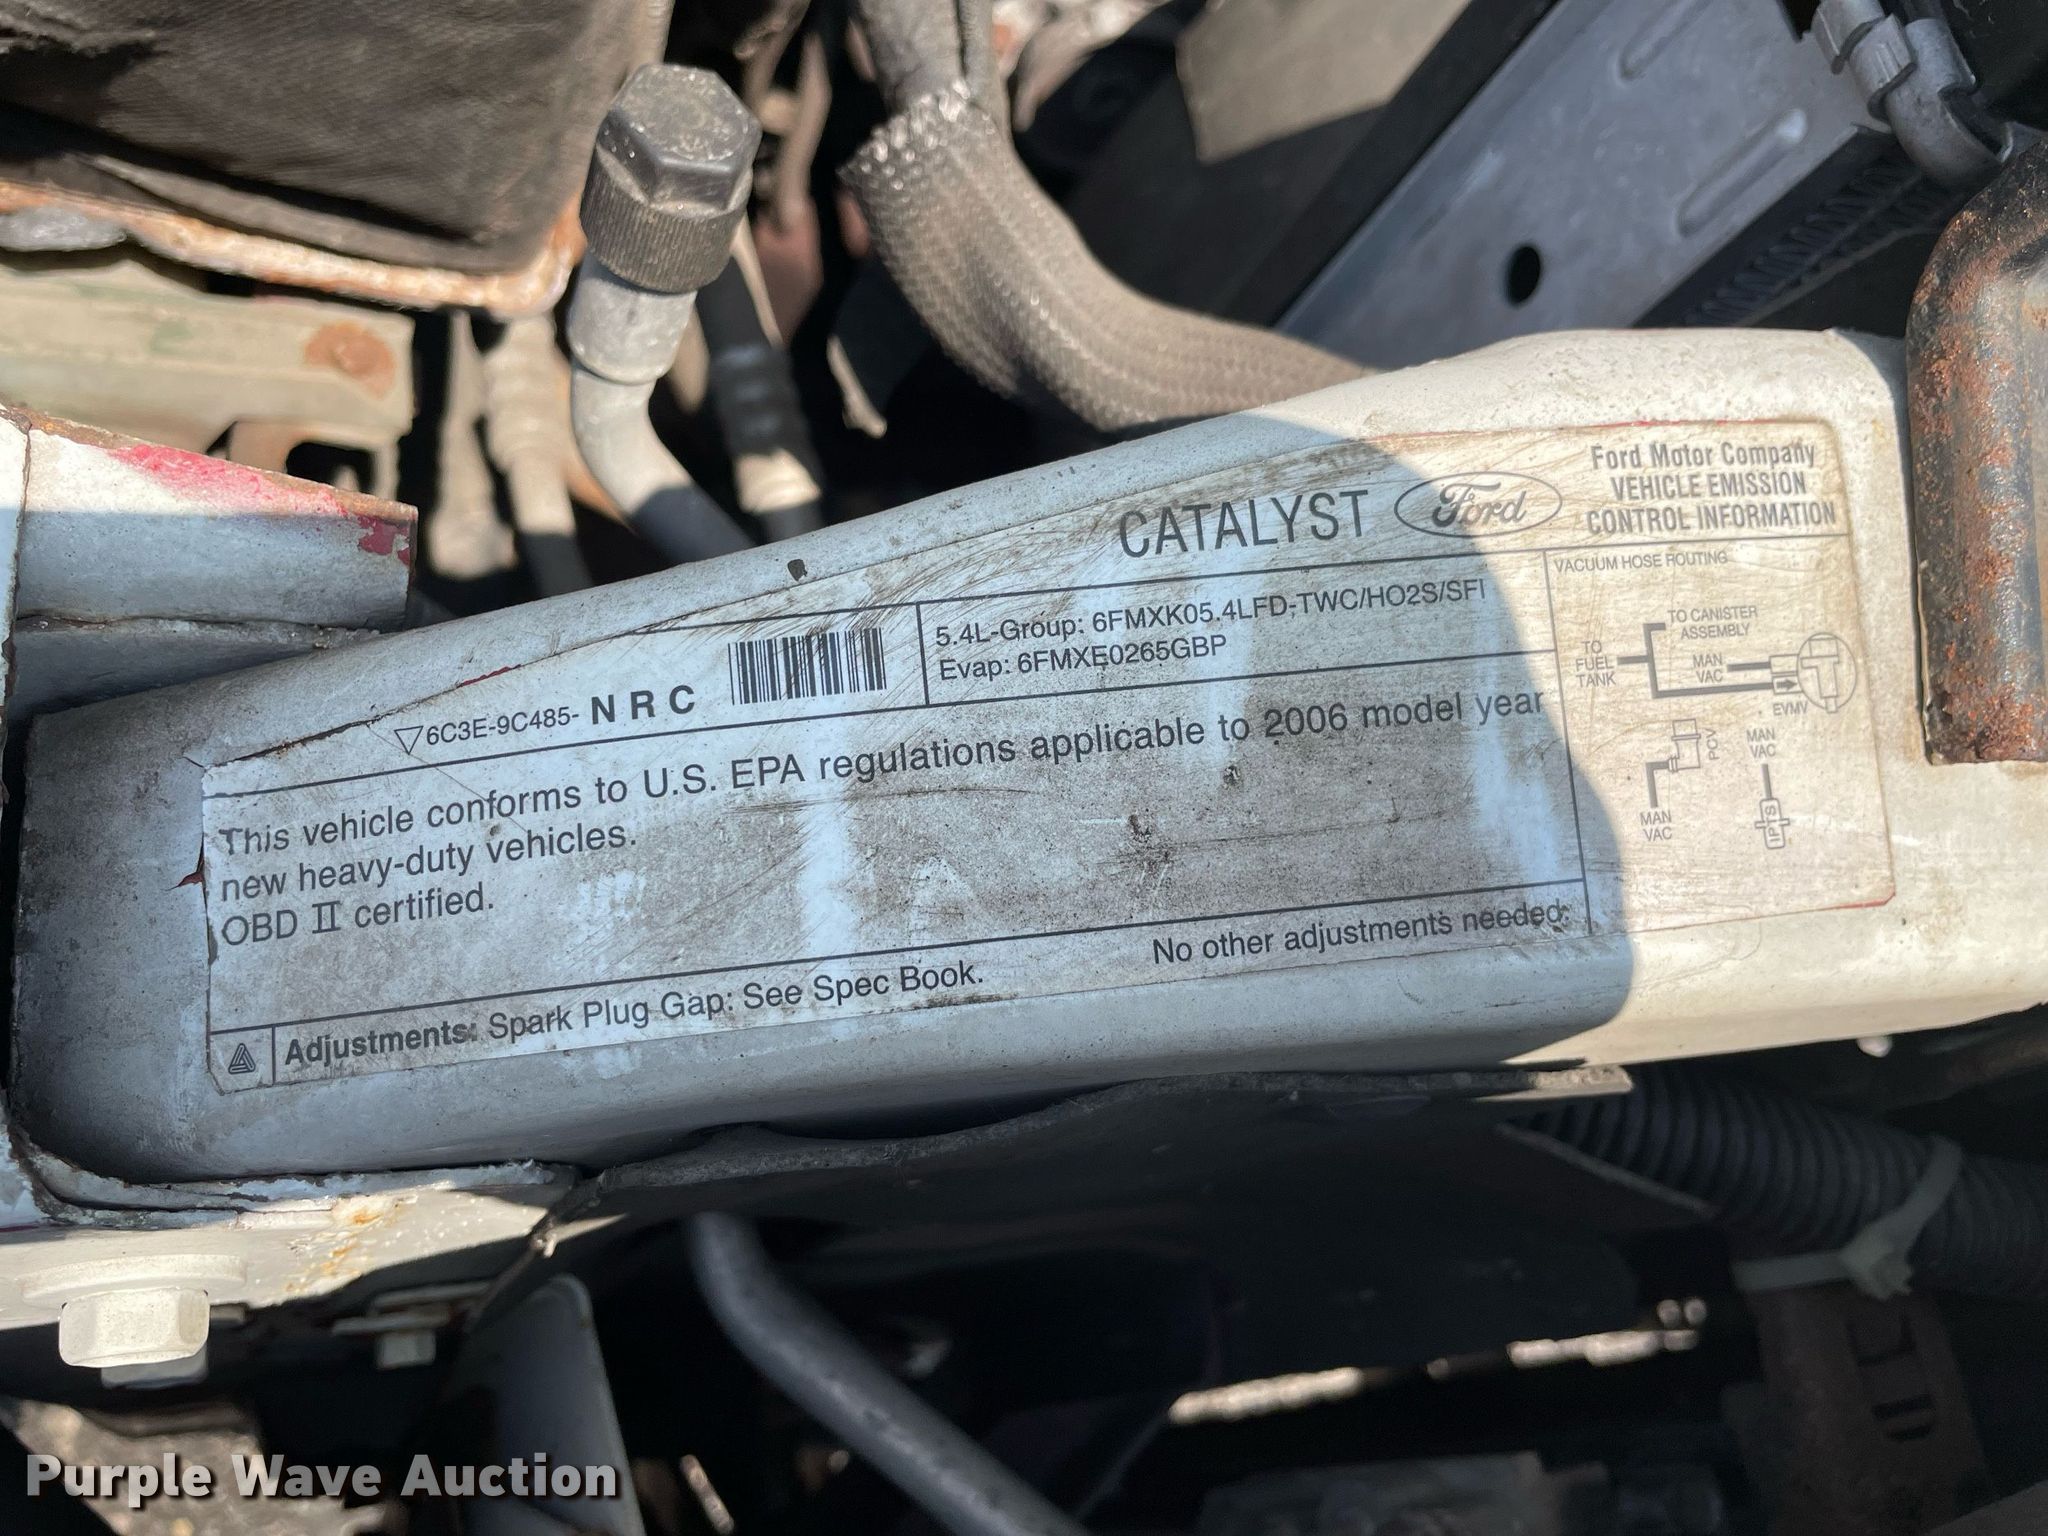 CATALYST
Ford
Ford Motor Company
VEHICLE EMISSION
CONTROL INFORMATION
6C3E-9C485- N R C
5.4L-Group: 6FMXK05.4LFD-TWC/HO2S/SFI
Evap: 6FMXE0265GBP
This vehicle conforms to U.S. EPA regulations applicable to 2006 model year
new heavy-duty vehicles.
OBD II certified.
Adjustments: Spark Plug Gap: See Spec Book.
No other adjustments needed.
VACUUM HOSE ROUTING
TO CANISTER
ASSEMBLY
TO
FUEL
TANK
MAN
VAC
EVMV
PCV
MAN
VAC
MAN
VAC
IPTS
Purple Wave Auction